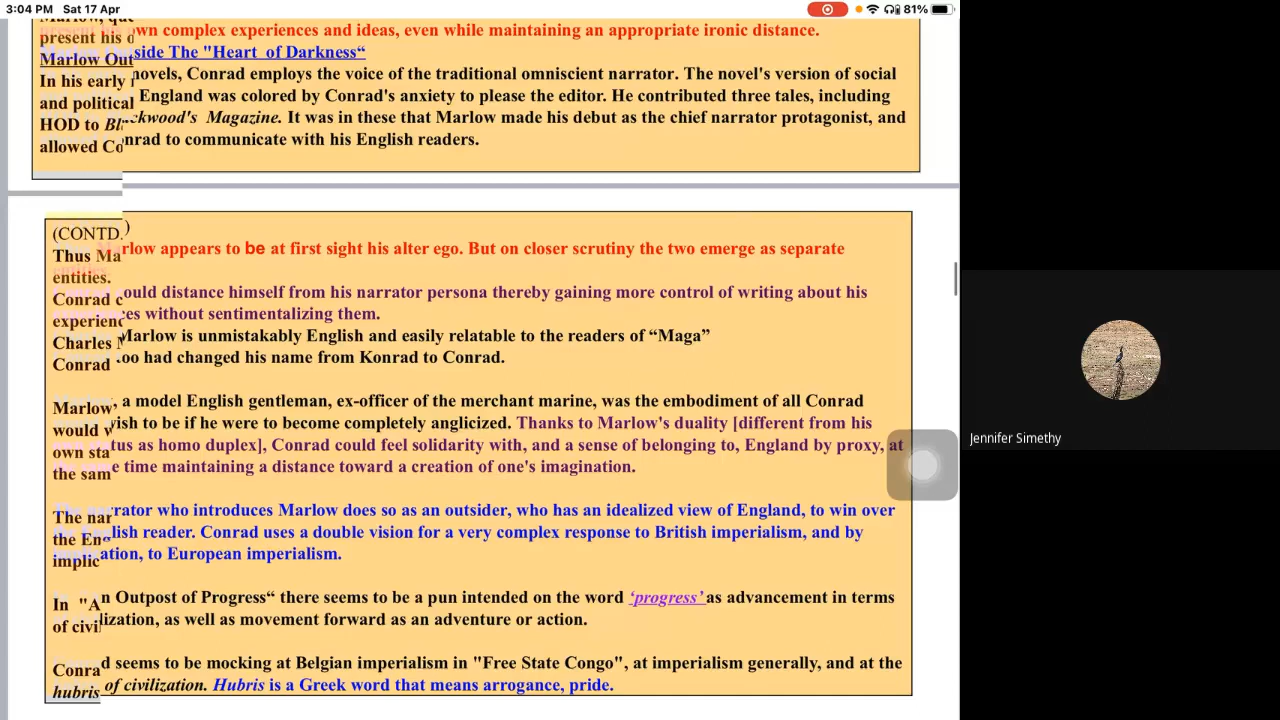 3:04 PM Sat 17 Apr
81%
Marlow, que
present his own complex experiences and ideas, even while maintaining an appropriate ironic distance.
Marlow Outside The "Heart of Darkness“
In his early novels, Conrad employs the voice of the traditional omniscient narrator. The novel's version of social
and political England was colored by Conrad's anxiety to please the editor. He contributed three tales, including
HOD to Blackwood's Magazine. It was in these that Marlow made his debut as the chief narrator protagonist, and
allowed Conrad to communicate with his English readers.
(CONTD.)
Thus Marlow appears to be at first sight his alter ego. But on closer scrutiny the two emerge as separate
entities.
Conrad could distance himself from his narrator persona thereby gaining more control of writing about his
experiences without sentimentalizing them.
Charles Marlow is unmistakably English and easily relatable to the readers of “Maga”
Conrad too had changed his name from Konrad to Conrad.
Marlow, a model English gentleman, ex-officer of the merchant marine, was the embodiment of all Conrad
would wish to be if he were to become completely anglicized. Thanks to Marlow's duality [different from his
own status as homo duplex], Conrad could feel solidarity with, and a sense of belonging to, England by proxy, at
the same time maintaining a distance toward a creation of one's imagination.
The narrator who introduces Marlow does so as an outsider, who has an idealized view of England, to win over
the English reader. Conrad uses a double vision for a very complex response to British imperialism, and by
implication, to European imperialism.
In "An Outpost of Progress“ there seems to be a pun intended on the word ‘progress’ as advancement in terms
of civilization, as well as movement forward as an adventure or action.
Conrad seems to be mocking at Belgian imperialism in "Free State Congo", at imperialism generally, and at the
hubris of civilization. Hubris is a Greek word that means arrogance, pride.
Jennifer Simethy